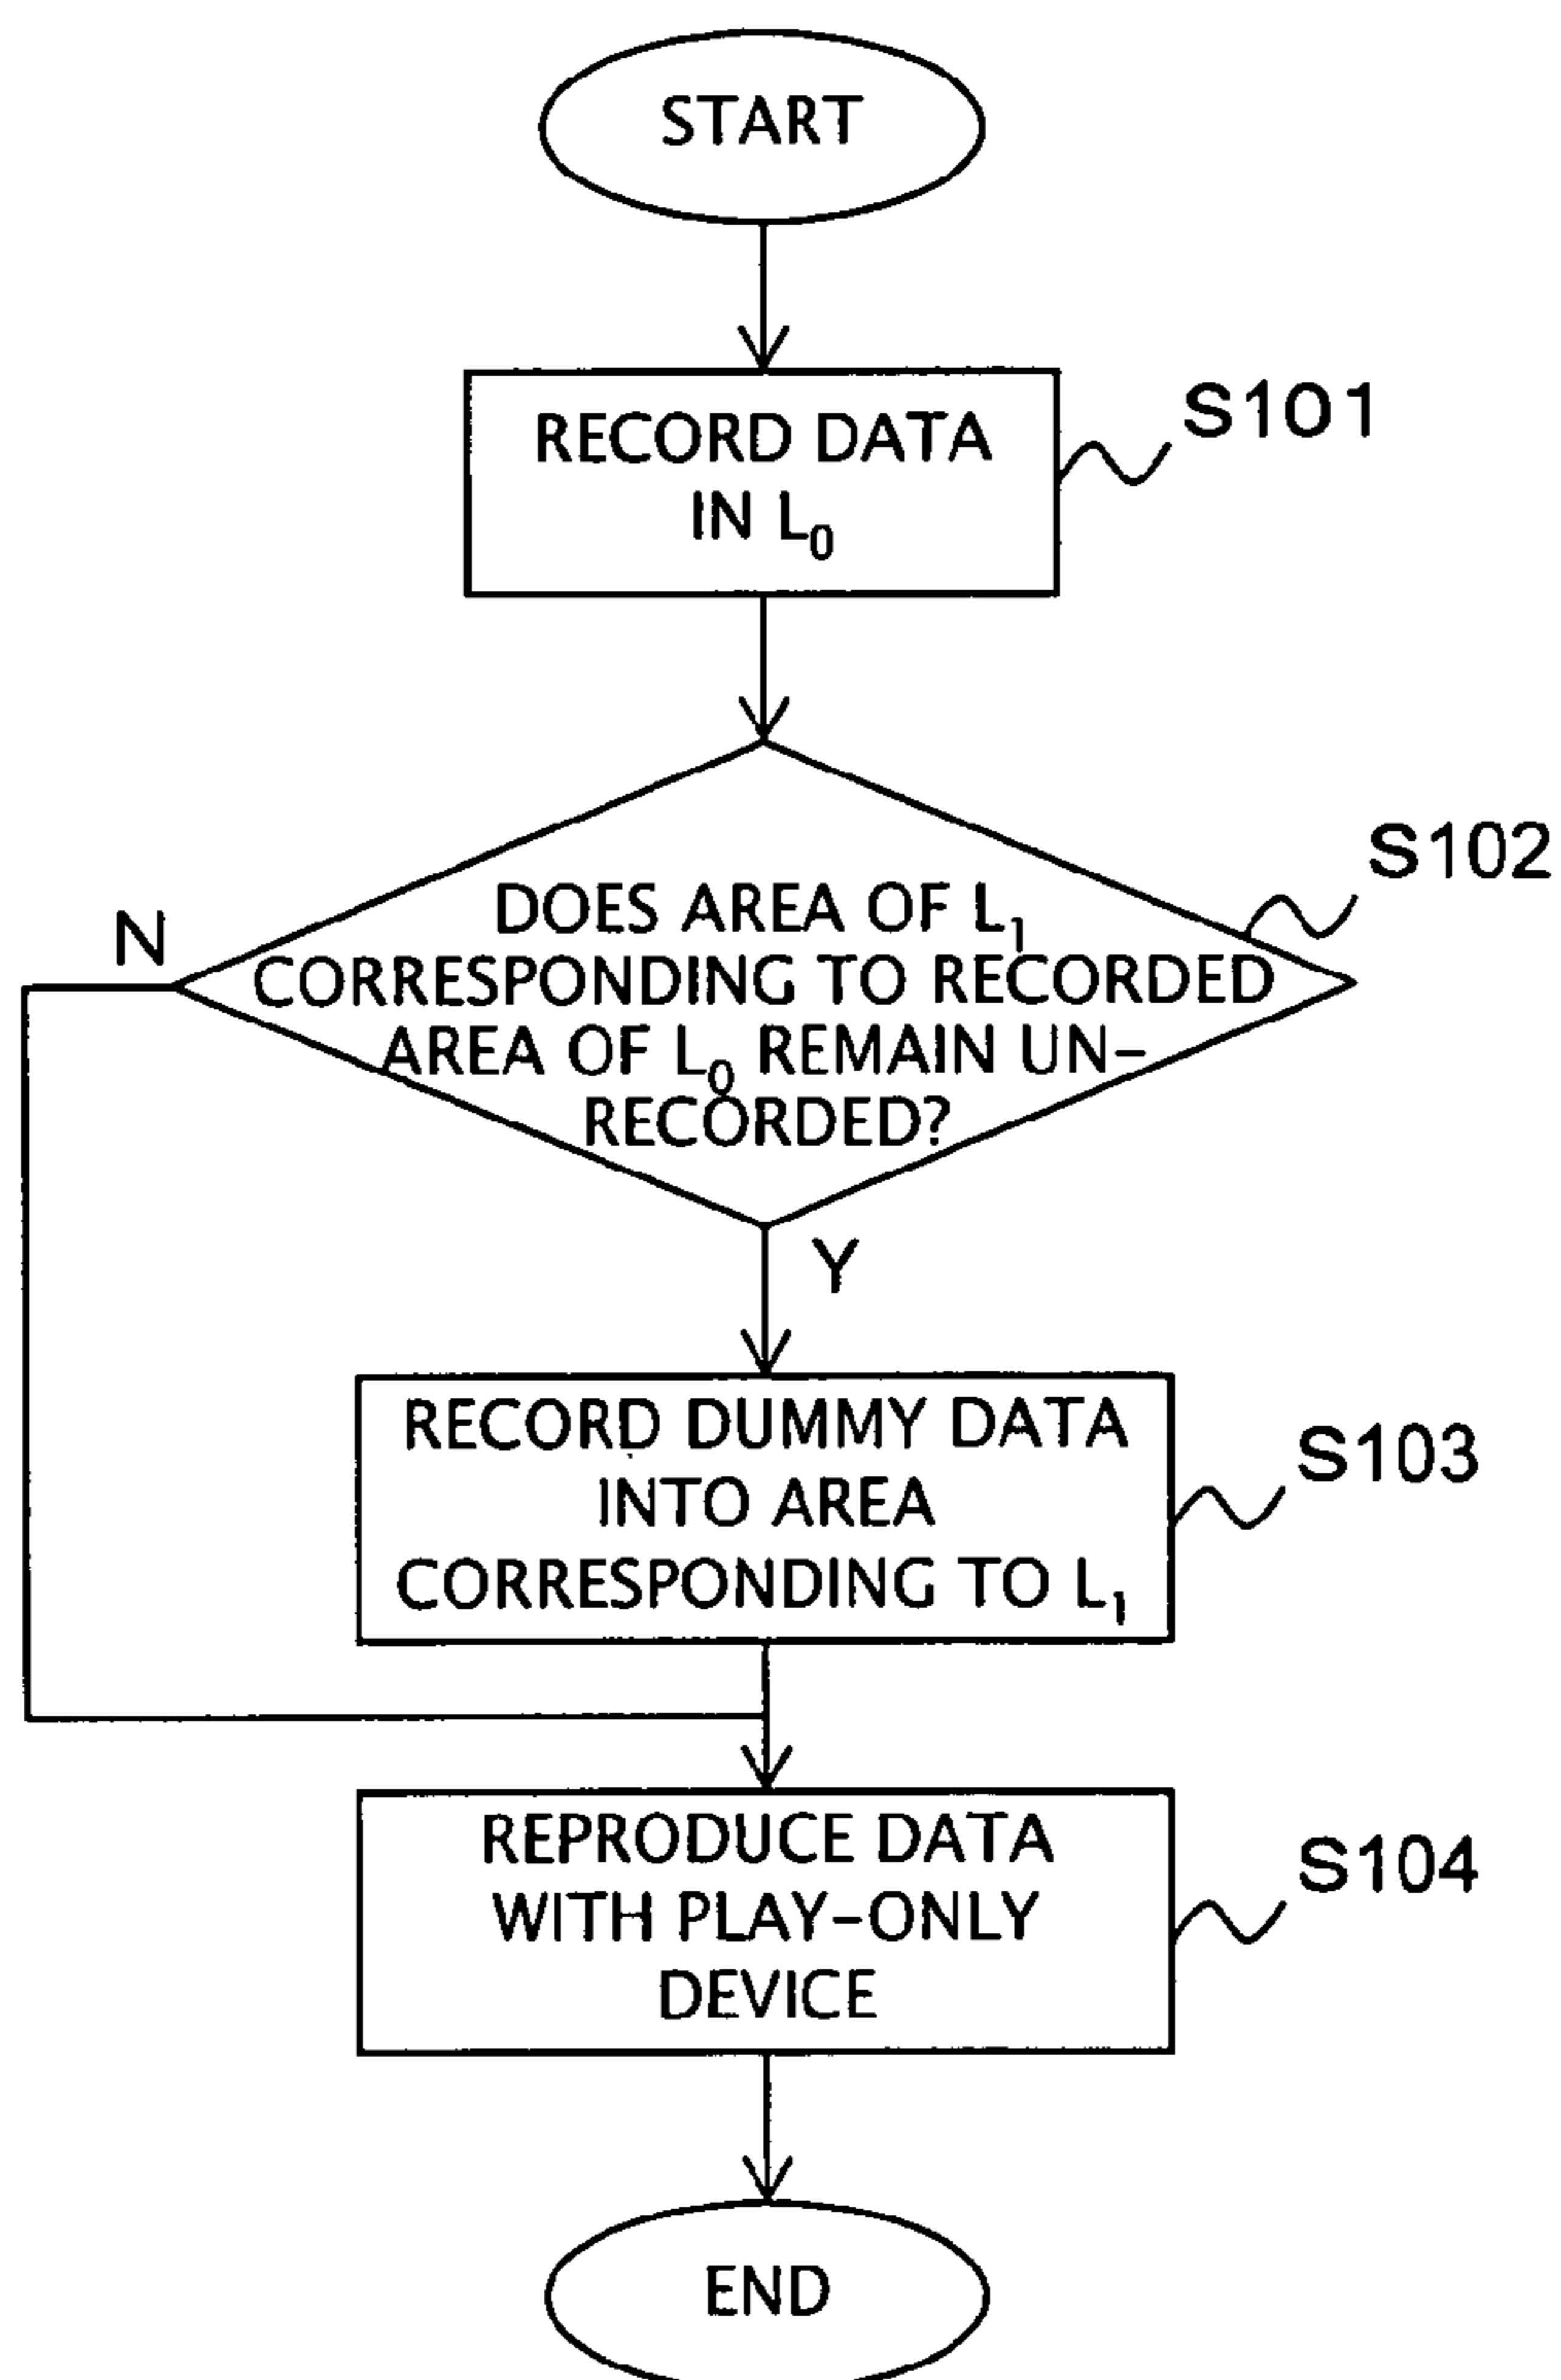 START
RECORD DATA
IN L₀
S101
S102
DOES AREA OF L₁
CORRESPONDING TO RECORDED
AREA OF L₀ REMAIN UN-
RECORDED?
N
Y
RECORD DUMMY DATA
INTO AREA
CORRESPONDING TO L₁
S103
REPRODUCE DATA
WITH PLAY-ONLY
DEVICE
S104
END